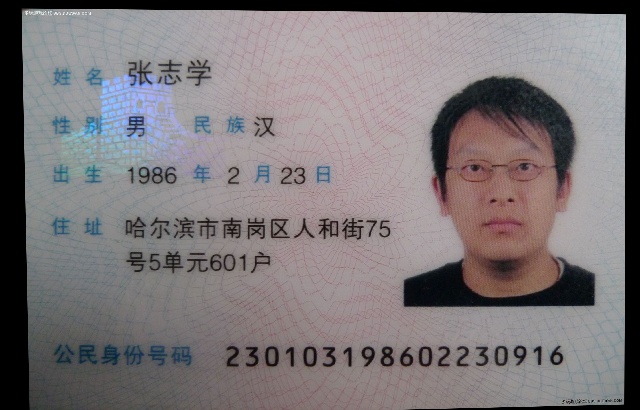 姓名 张志学
性别 男 民族 汉
出生 1986 年 2 月 23 日
住址 哈尔滨市南岗区人和街75
号5单元601户
公民身份号码 230103198602230916